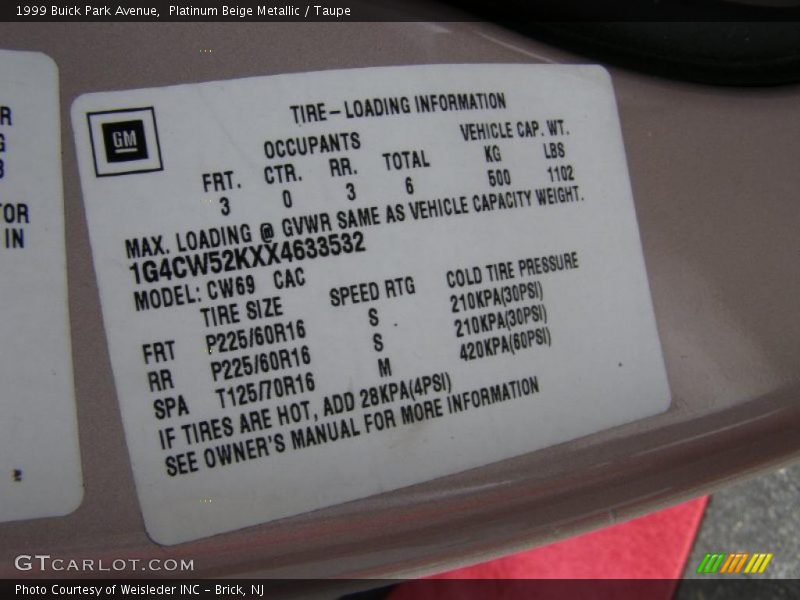 1999 Buick Park Avenue,  Platinum Beige Metallic / Taupe
R
G
B
TOR
IN
GM
TIRE-LOADING INFORMATION
OCCUPANTS VEHICLE CAP. WT.
FRT. CTR. RR. TOTAL KG LBS
3 0 3 6 500 1102
MAX. LOADING @ GVWR SAME AS VEHICLE CAPACITY WEIGHT.
1G4CW52KXX4633532
MODEL: CW69 CAC
TIRE SIZE SPEED RTG COLD TIRE PRESSURE
FRT P225/60R16 S 210KPA(30PSI)
RR P225/60R16 S 210KPA(30PSI)
SPA T125/70R16 M 420KPA(60PSI)
IF TIRES ARE HOT, ADD 28KPA(4PSI)
SEE OWNER'S MANUAL FOR MORE INFORMATION
GTCARLOT.COM
Photo Courtesy of Weisleder INC - Brick, NJ